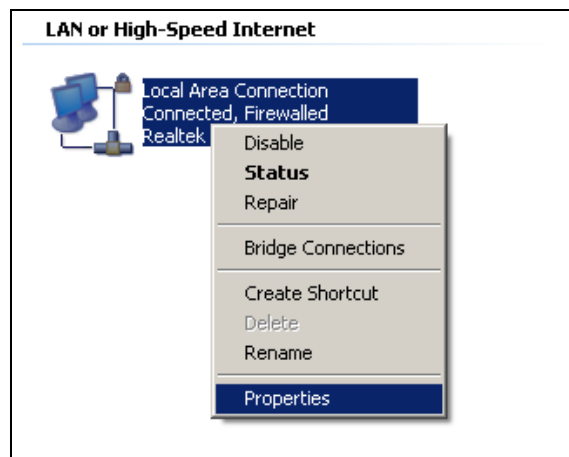 LAN or High-Speed Internet
Local Area Connection
Connected, Firewalled
Realtek
Disable
Status
Repair
Bridge Connections
Create Shortcut
Delete
Rename
Properties